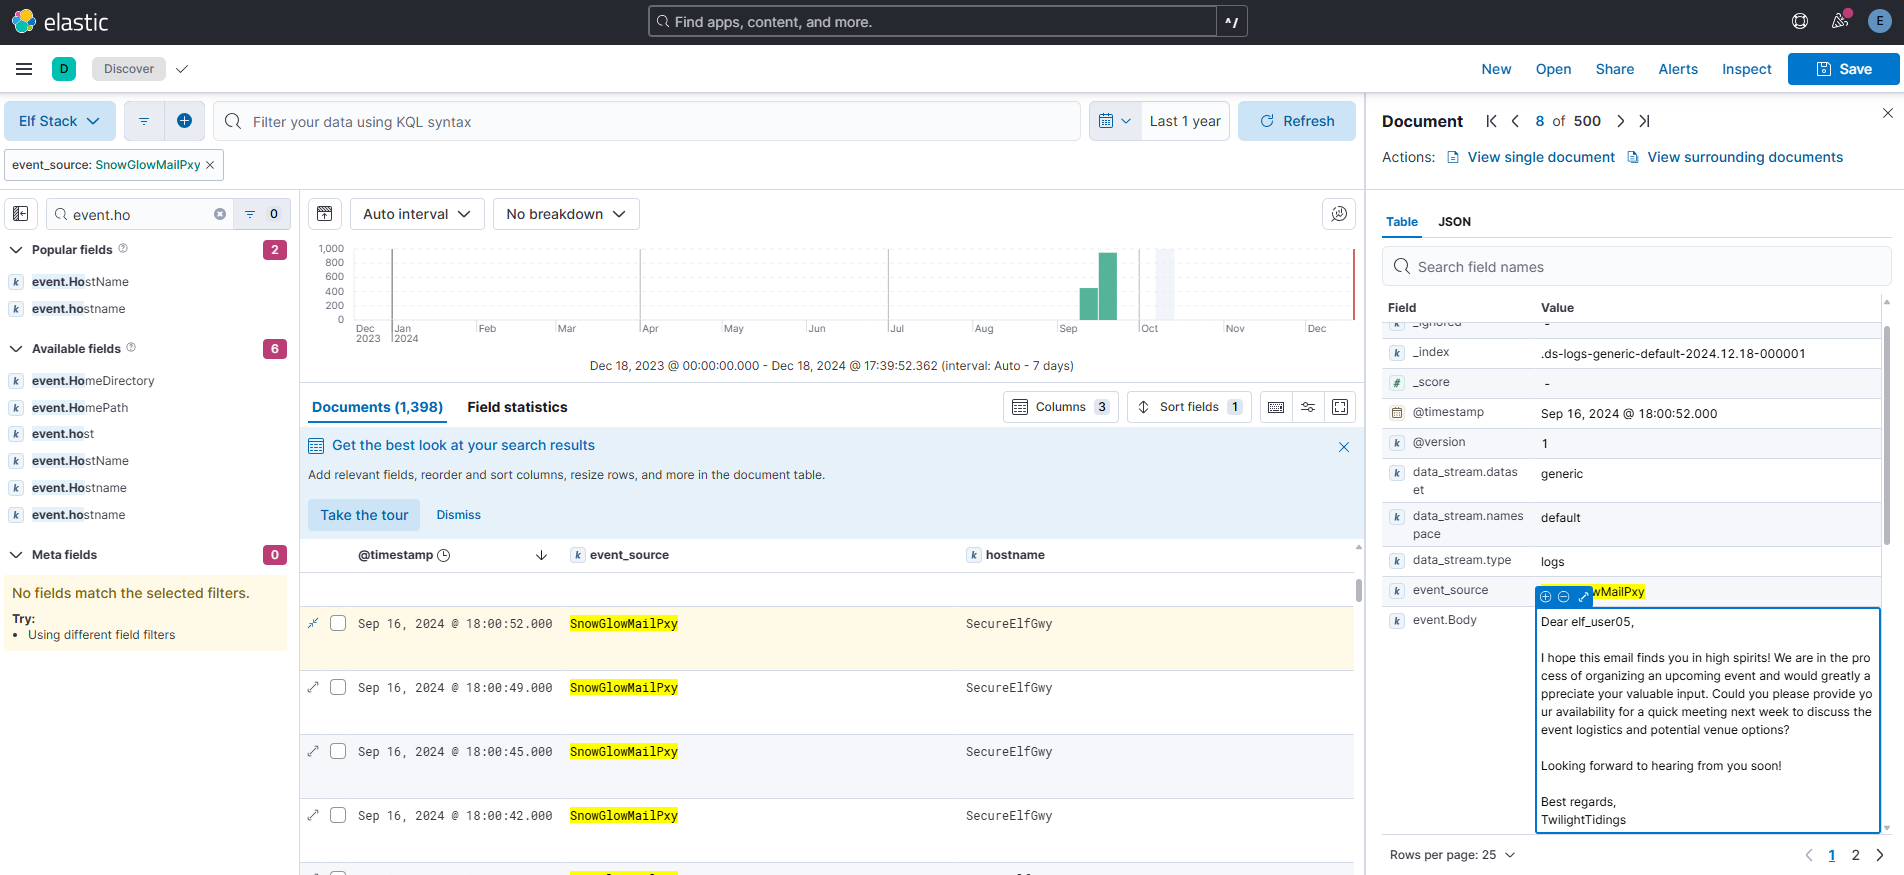 elastic
Find apps, content, and more.
^/
E
D
Discover
New
Open
Share
Alerts
Inspect
Save
Elf Stack
Filter your data using KQL syntax
Last 1 year
Refresh
event_source: SnowGlowMailPxy
event.ho
0
Popular fields
2
k event.HostName
k event.hostname
Available fields
6
k event.HomeDirectory
k event.HomePath
k event.host
k event.HostName
k event.Hostname
k event.hostname
Meta fields
0
No fields match the selected filters.
Try:
Using different field filters
Auto interval
No breakdown
1,000
800
600
400
200
0
Dec
2023
Jan
2024
Feb
Mar
Apr
May
Jun
Jul
Aug
Sep
Oct
Nov
Dec
Dec 18, 2023 @ 00:00:00.000 - Dec 18, 2024 @ 17:39:52.362 (interval: Auto - 7 days)
Documents (1,398)
Field statistics
Columns 3
Sort fields 1
Get the best look at your search results
Add relevant fields, reorder and sort columns, resize rows, and more in the document table.
Take the tour
Dismiss
@timestamp
k event_source
k hostname
Sep 16, 2024 @ 18:00:52.000 SnowGlowMailPxy SecureElfGwy
Sep 16, 2024 @ 18:00:49.000 SnowGlowMailPxy SecureElfGwy
Sep 16, 2024 @ 18:00:45.000 SnowGlowMailPxy SecureElfGwy
Sep 16, 2024 @ 18:00:42.000 SnowGlowMailPxy SecureElfGwy
Document
8 of 500
Actions:
View single document
View surrounding documents
Table
JSON
Search field names
Field
Value
k _ignored -
k _index .ds-logs-generic-default-2024.12.18-000001
# _score -
@timestamp Sep 16, 2024 @ 18:00:52.000
k @version 1
k data_stream.datas
et
generic
k data_stream.names
pace
default
k data_stream.type logs
k event_source wMailPxy
k event.Body
Dear elf_user05,
I hope this email finds you in high spirits! We are in the pro
cess of organizing an upcoming event and would greatly a
ppreciate your valuable input. Could you please provide yo
ur availability for a quick meeting next week to discuss the
event logistics and potential venue options?
Looking forward to hearing from you soon!
Best regards,
TwilightTidings
Rows per page: 25
1
2